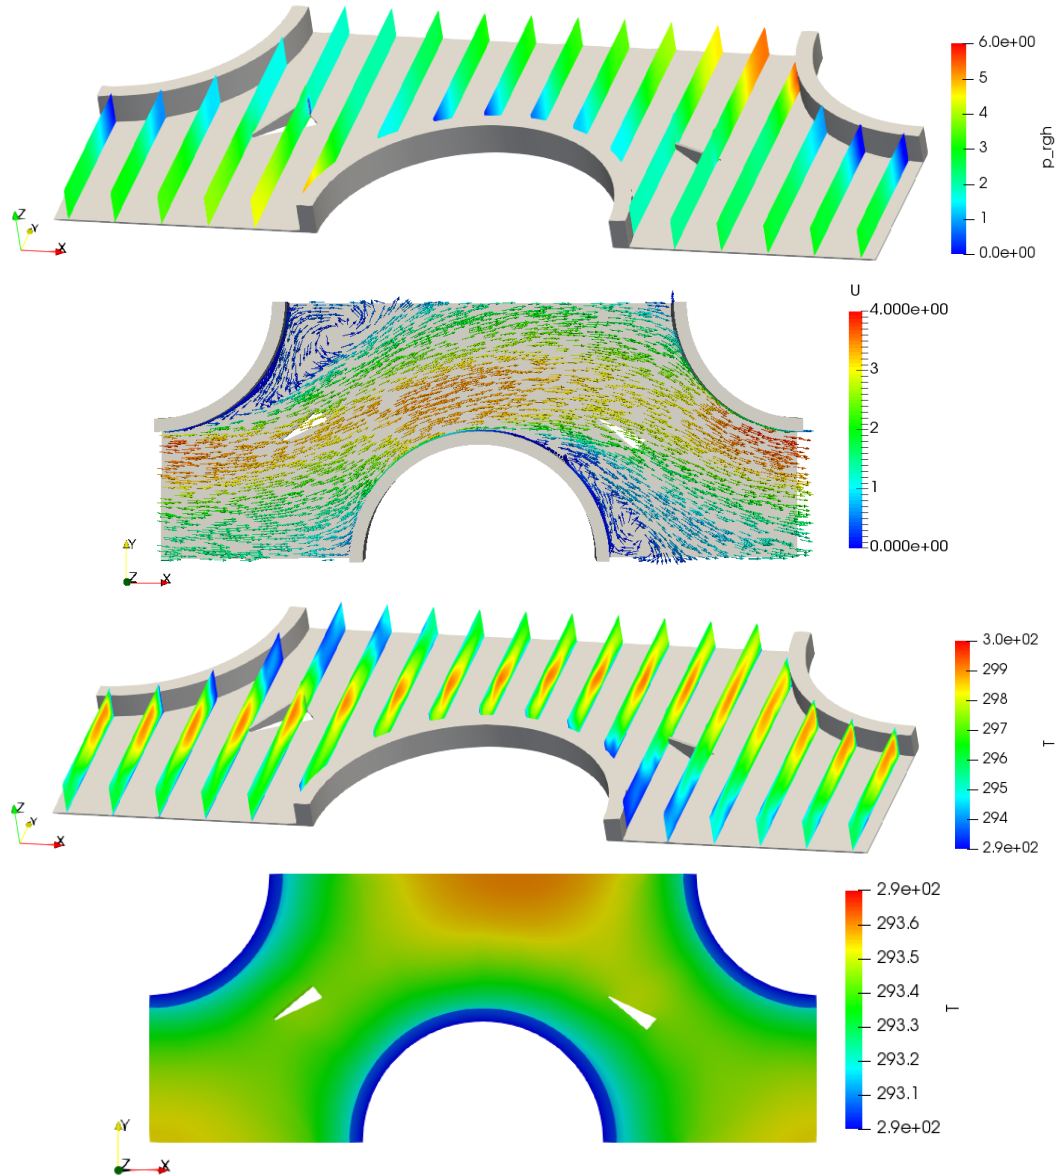 6.0e+00
5
4
3
2
1
0.0e+00
p_rgh
Z
Y
X
U
4.000e+00
3
2
1
0.000e+00
Y
Z
X
3.0e+02
299
298
297
296
295
294
2.9e+02
T
Z
Y
X
2.9e+02
293.6
293.5
293.4
293.3
293.2
293.1
2.9e+02
T
Y
Z
X